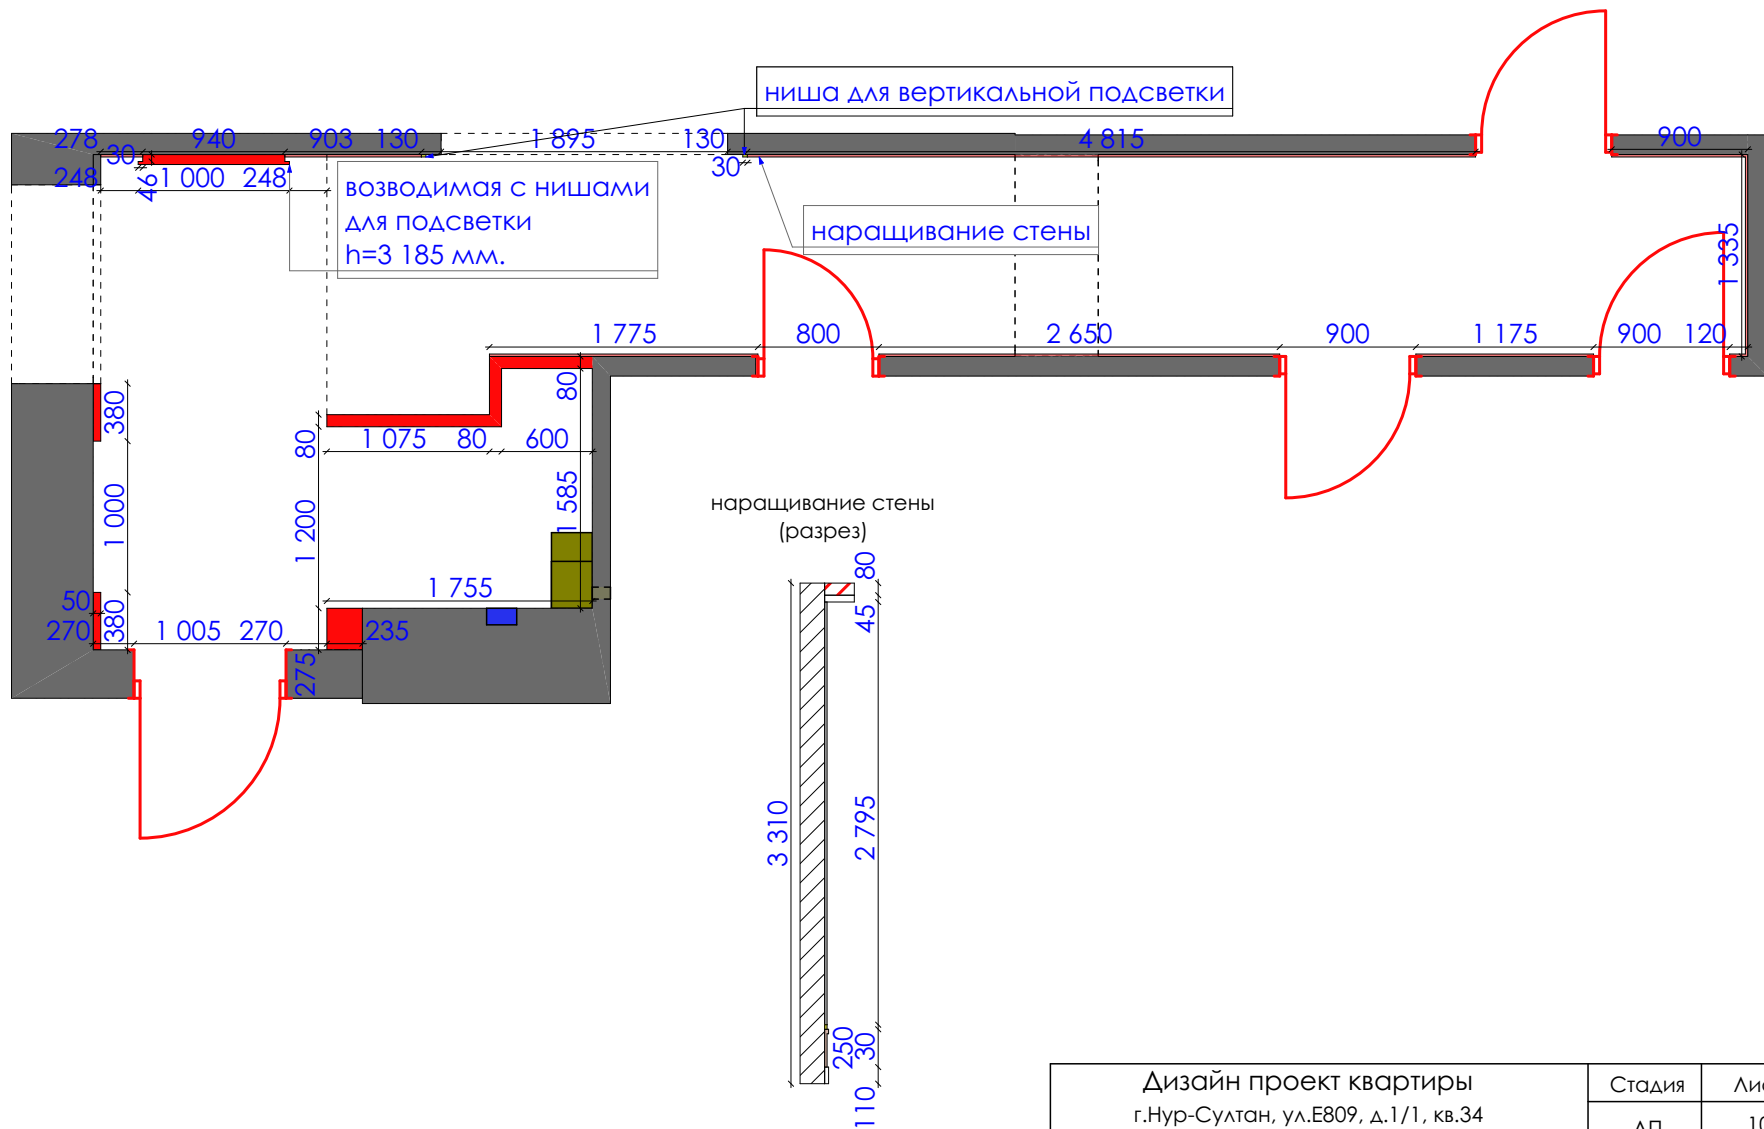 ниша для вертикальной подсветки
278 940 903 130 1 895 130 4 815 900
30 248 46 1 000 248 30
возводимая с нишами
для подсветки
h=3 185 мм.
наращивание стены
1 335
1 775 800 2 650 900 1 175 900 120
380 80 80
1 075 80 600
1 000 1 200 1 585
наращивание стены
(разрез)
1 755
50 380
270 1 005 270 235
275
80
45
3 310 2 795
250 30
110
Дизайн проект квартиры
г.Нур-Султан, ул.Е809, д.1/1, кв.34
Стадия